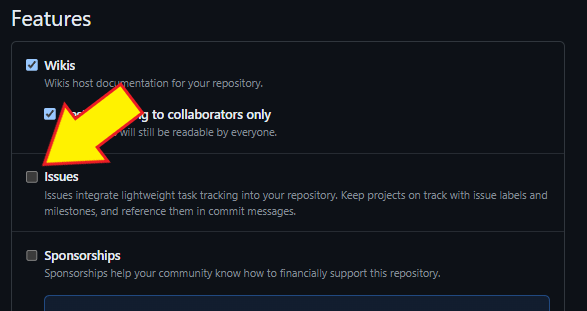 Features
Wikis
Wikis host documentation for your repository.
to collaborators only
will still be readable by everyone.
Issues
Issues integrate lightweight task tracking into your repository. Keep projects on track with issue labels and
milestones, and reference them in commit messages.
Sponsorships
Sponsorships help your community know how to financially support this repository.